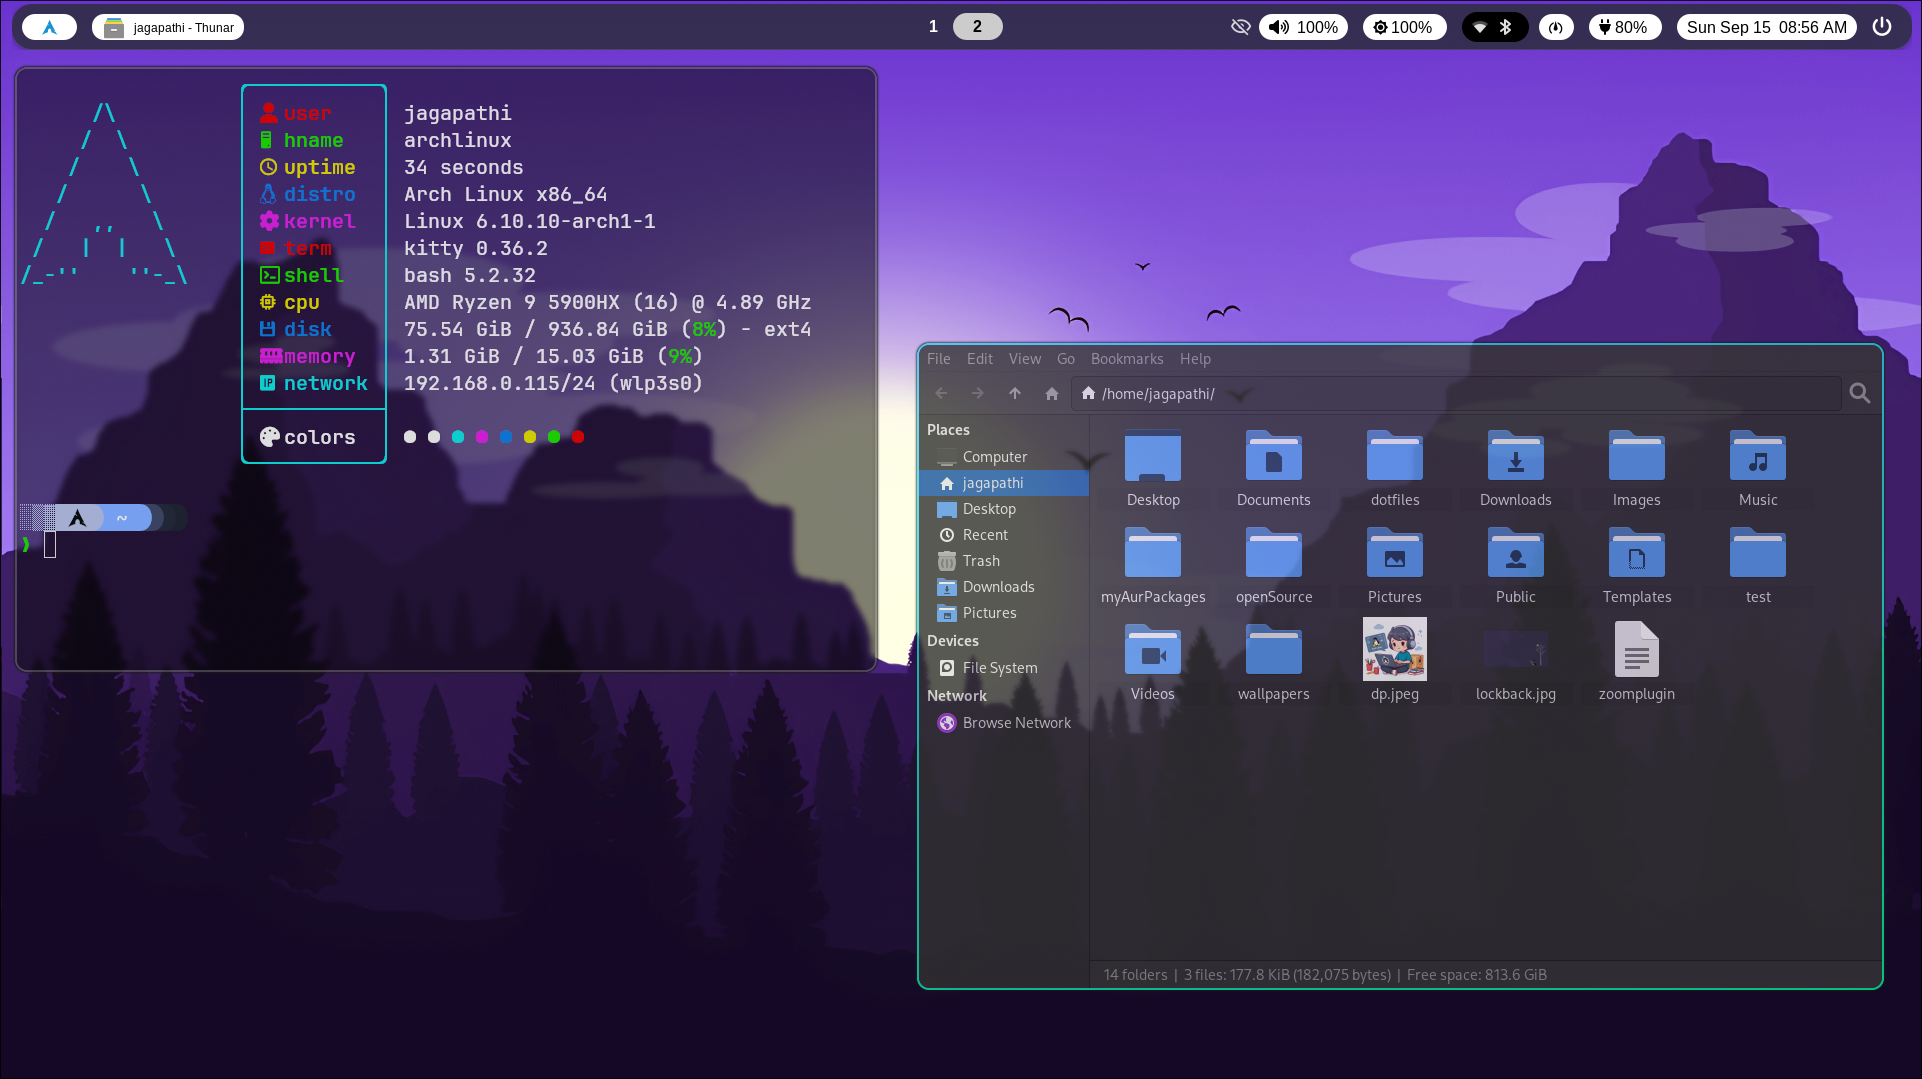 jagapathi - Thunar
1 2
100%
100%
80%
Sun Sep 15 08:56 AM
user jagapathi
hname archlinux
uptime 34 seconds
distro Arch Linux x86_64
kernel Linux 6.10.10-arch1-1
term kitty 0.36.2
shell bash 5.2.32
cpu AMD Ryzen 9 5900HX (16) @ 4.89 GHz
disk 75.54 GiB / 936.84 GiB (8%) - ext4
memory 1.31 GiB / 15.03 GiB (9%)
network 192.168.0.115/24 (wlp3s0)
colors
~
❯
File Edit View Go Bookmarks Help
/home/jagapathi/
Places
Computer
jagapathi
Desktop
Recent
Trash
Downloads
Pictures
Devices
File System
Network
Browse Network
Desktop Documents dotfiles Downloads Images Music
myAurPackages openSource Pictures Public Templates test
Videos wallpapers dp.jpeg lockback.jpg zoomplugin
14 folders | 3 files: 177.8 KiB (182,075 bytes) | Free space: 813.6 GiB